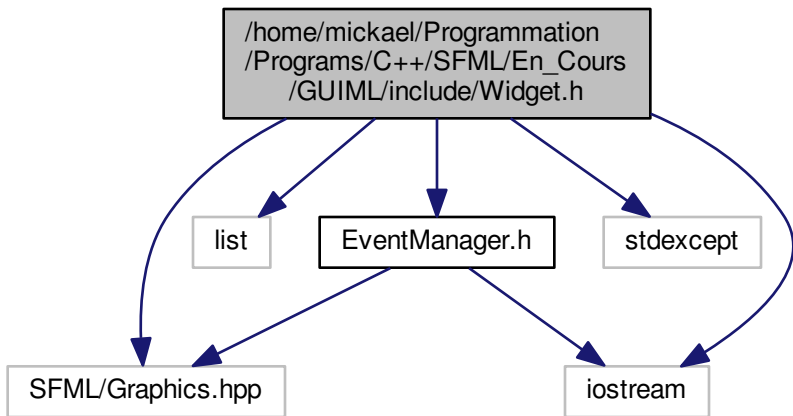 /home/mickael/Programmation
/Programs/C++/SFML/En_Cours
/GUIML/include/Widget.h
list
EventManager.h
stdexcept
SFML/Graphics.hpp
iostream